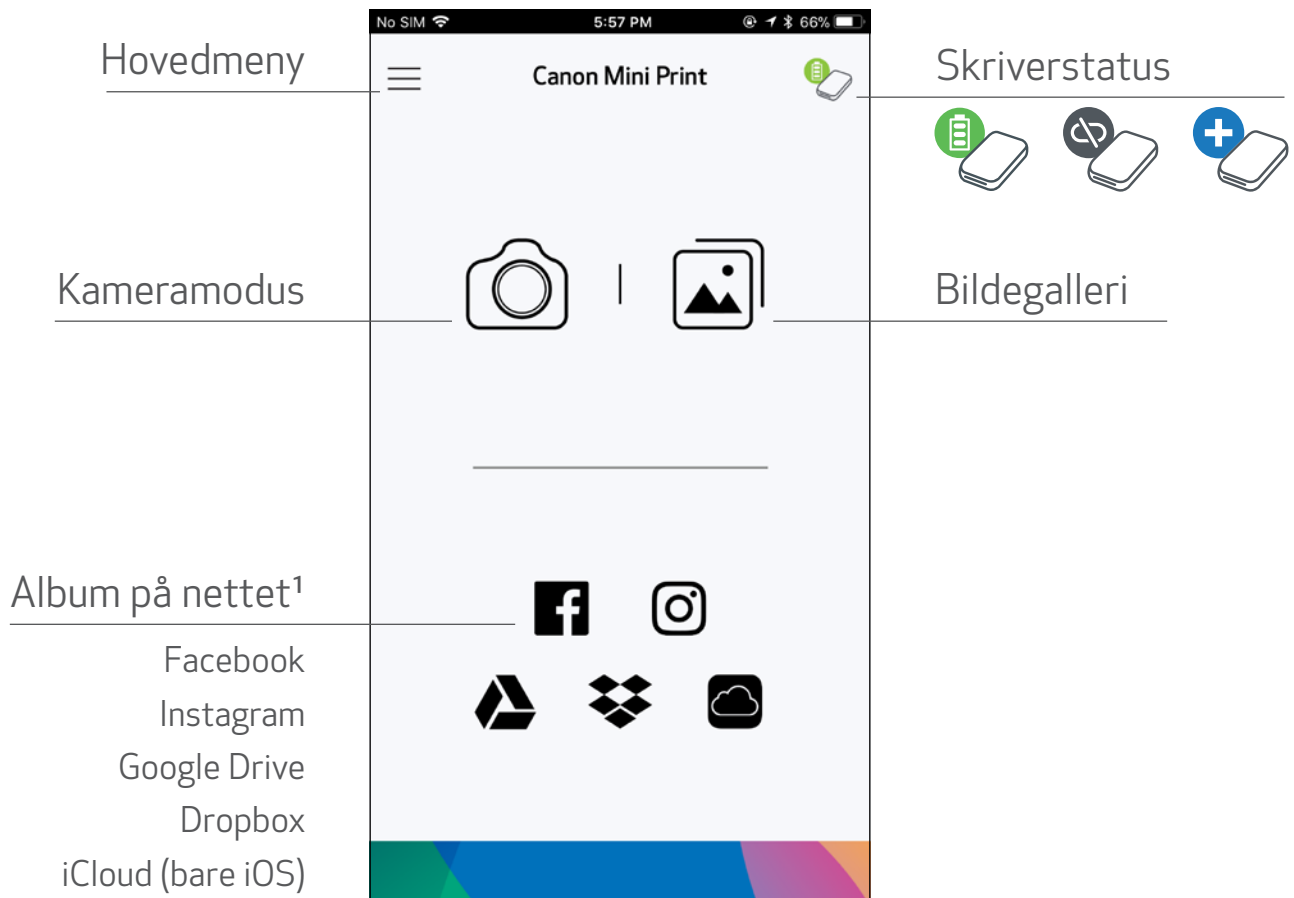 No SIM 5:57 PM 66%
Hovedmeny
Canon Mini Print
Skriverstatus
Kameramodus
Bildegalleri
Album på nettet¹
Facebook
Instagram
Google Drive
Dropbox
iCloud (bare iOS)